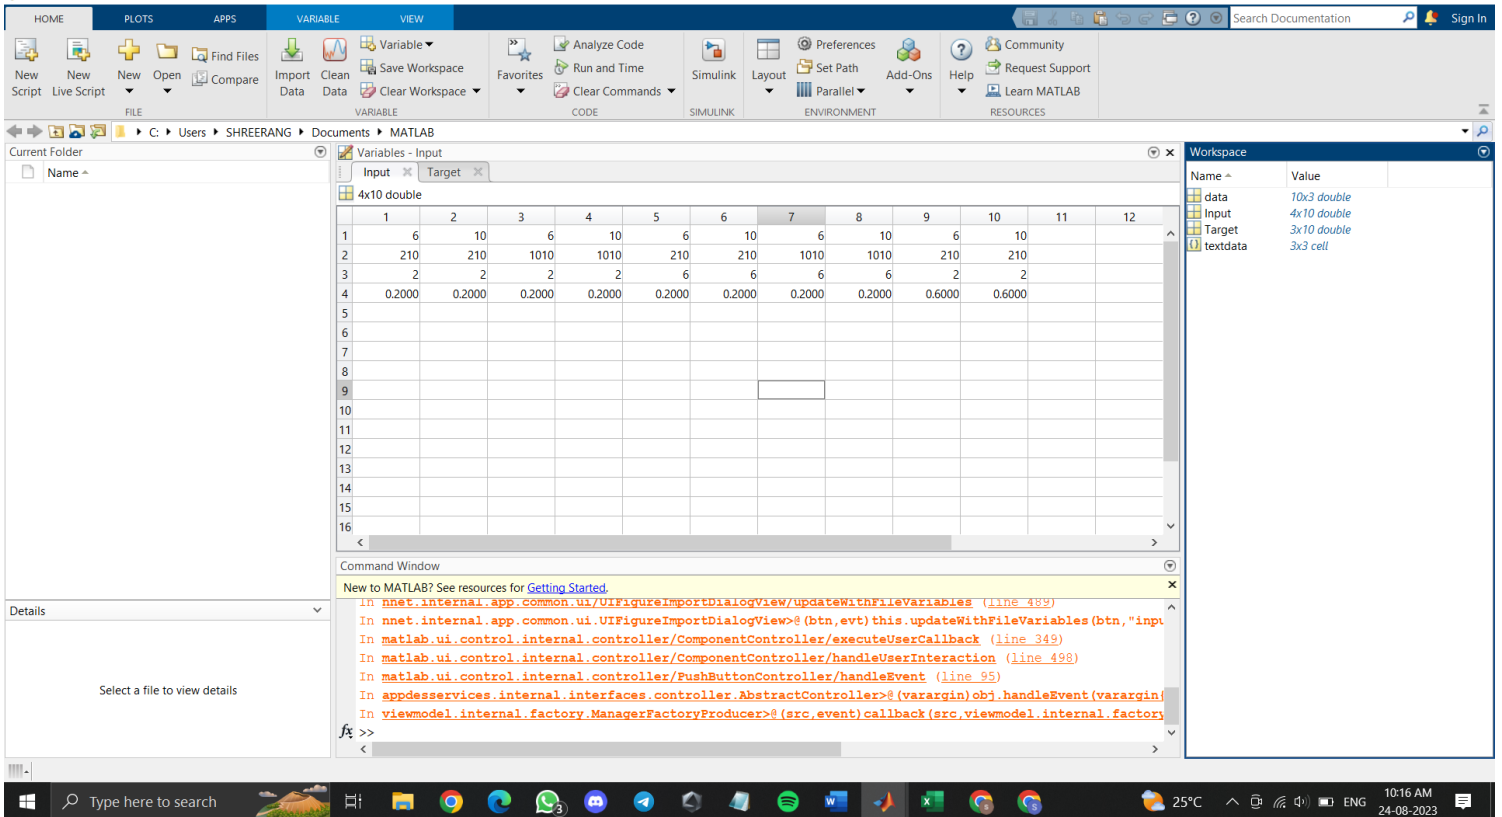 HOME PLOTS APPS VARIABLE VIEW Search Documentation Sign In
New Script New Live Script New Open Find Files Compare Import Data Clean Data Variable Save Workspace Clear Workspace Favorites Analyze Code Run and Time Clear Commands Simulink Layout Preferences Set Path Parallel Add-Ons Help Community Request Support Learn MATLAB
FILE VARIABLE CODE SIMULINK ENVIRONMENT RESOURCES
C: Users SHREERANG Documents MATLAB
Current Folder
Name
Variables - Input
Input Target
4x10 double
1 2 3 4 5 6 7 8 9 10 11 12
1 6 10 6 10 6 10 6 10 6 10
2 210 210 1010 1010 210 210 1010 1010 210 210
3 2 2 2 2 6 6 6 6 2 2
4 0.2000 0.2000 0.2000 0.2000 0.2000 0.2000 0.2000 0.2000 0.6000 0.6000
5
6
7
8
9
10
11
12
13
14
15
16
Workspace
Name Value
data 10x3 double
Input 4x10 double
Target 3x10 double
textdata 3x3 cell
Details
Select a file to view details
Command Window
New to MATLAB? See resources for Getting Started.
In nnet.internal.app.common.ui/UIFigureImportDialogView/updateWithFileVariables (line 489)
In nnet.internal.app.common.ui.UIFigureImportDialogView>@(btn,evt)this.updateWithFileVariables(btn,"inpu
In matlab.ui.control.internal.controller/ComponentController/executeUserCallback (line 349)
In matlab.ui.control.internal.controller/ComponentController/handleUserInteraction (line 498)
In matlab.ui.control.internal.controller/PushButtonController/handleEvent (line 95)
In appdesservices.internal.interfaces.controller.AbstractController>@(varargin)obj.handleEvent(varargin{
In viewmodel.internal.factory.ManagerFactoryProducer>@(src,event)callback(src,viewmodel.internal.factory
fx >>
Type here to search 3 25°C ENG 10:16 AM
24-08-2023